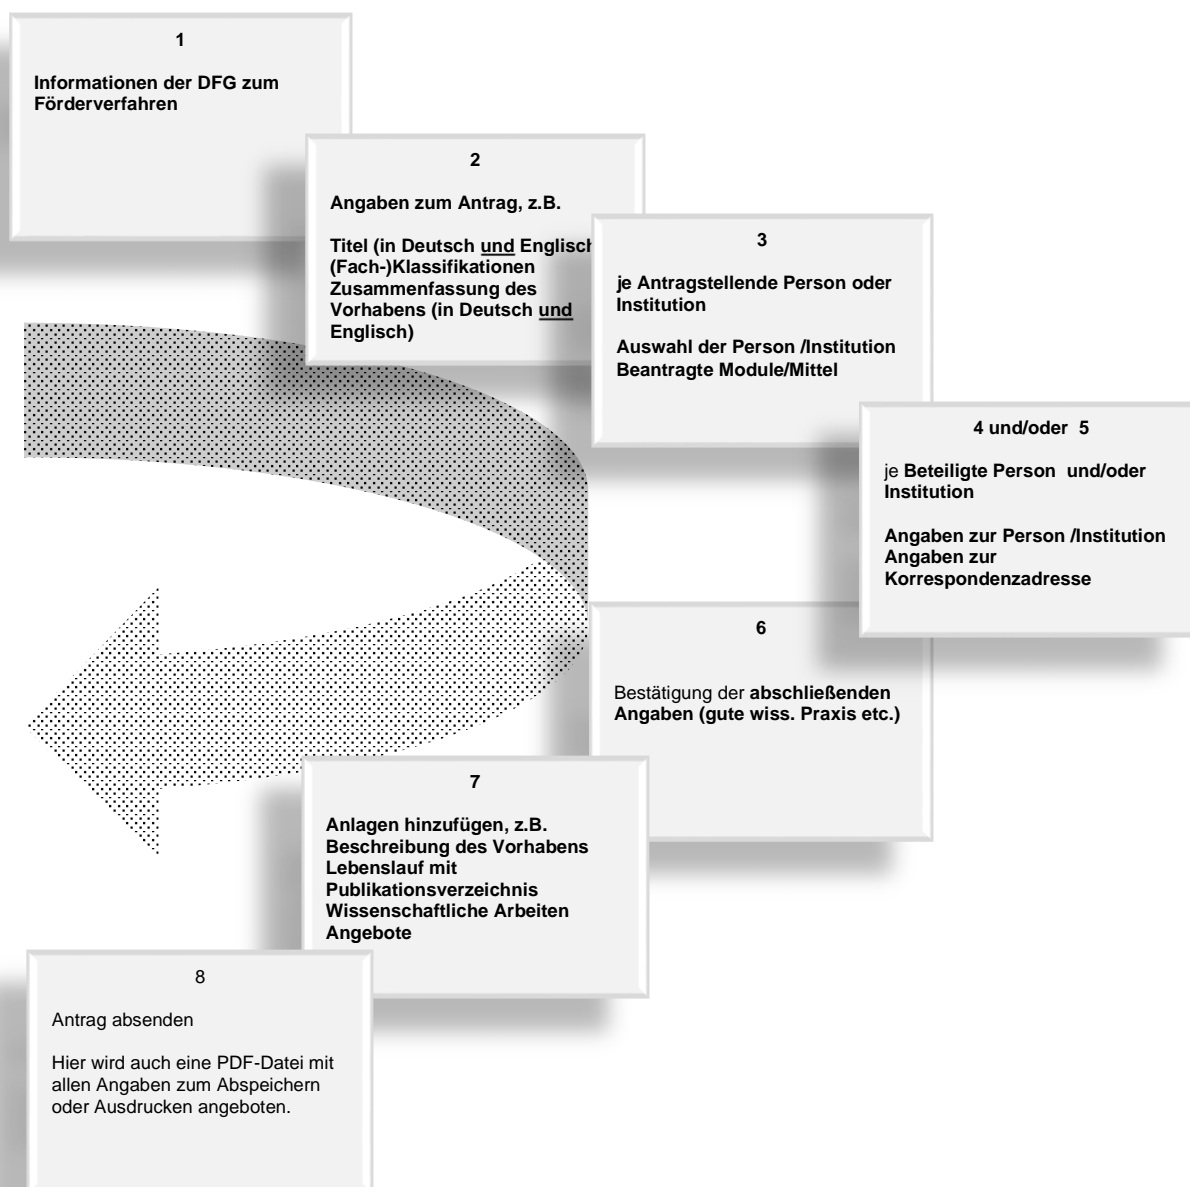 1
Informationen der DFG zum
Förderverfahren
2
Angaben zum Antrag, z.B.
Titel (in Deutsch und Englisch
(Fach-)Klassifikationen
Zusammenfassung des
Vorhabens (in Deutsch und
Englisch)
3
je Antragstellende Person oder
Institution
Auswahl der Person /Institution
Beantragte Module/Mittel
4 und/oder  5
je Beteiligte Person  und/oder
Institution
Angaben zur Person /Institution
Angaben zur
Korrespondenzadresse
6
Bestätigung der abschließenden
Angaben (gute wiss. Praxis etc.)
7
Anlagen hinzufügen, z.B.
Beschreibung des Vorhabens
Lebenslauf mit
Publikationsverzeichnis
Wissenschaftliche Arbeiten
Angebote
8
Antrag absenden
Hier wird auch eine PDF-Datei mit
allen Angaben zum Abspeichern
oder Ausdrucken angeboten.